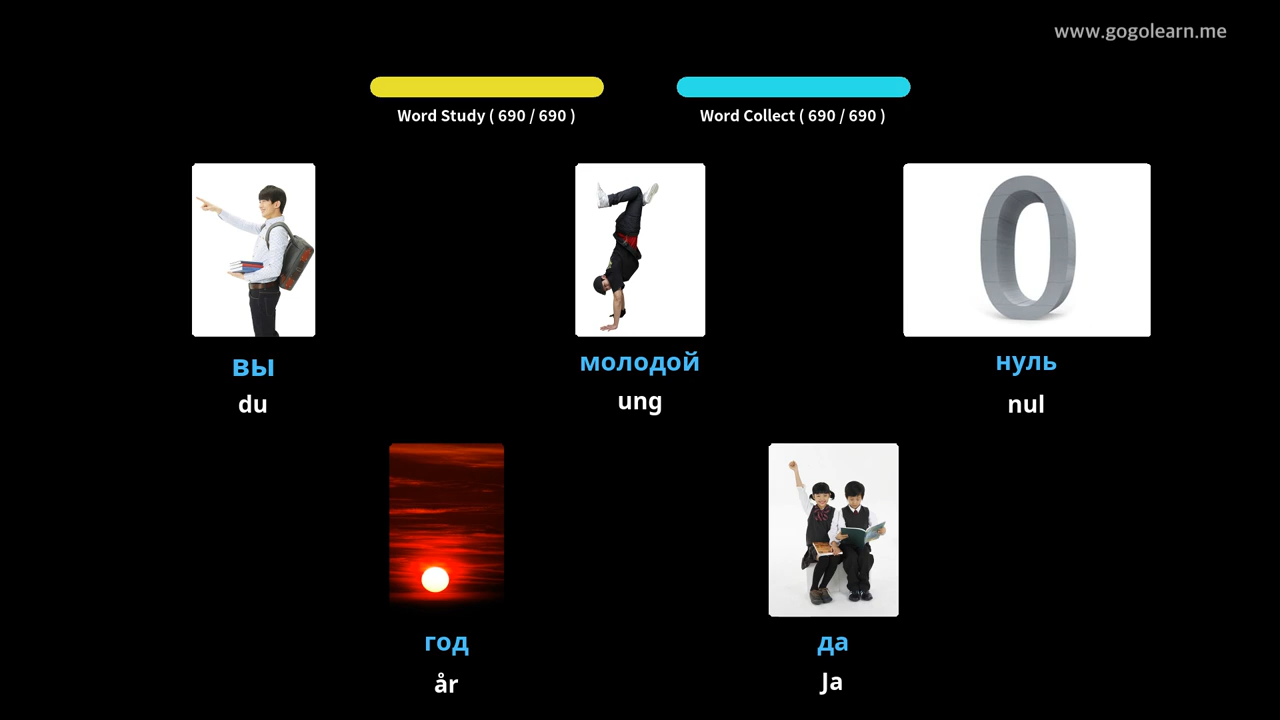 www.gogolearn.me
Word Study ( 690 / 690 )
Word Collect ( 690 / 690 )
вы
du
молодой
ung
нуль
nul
год
år
да
Ja